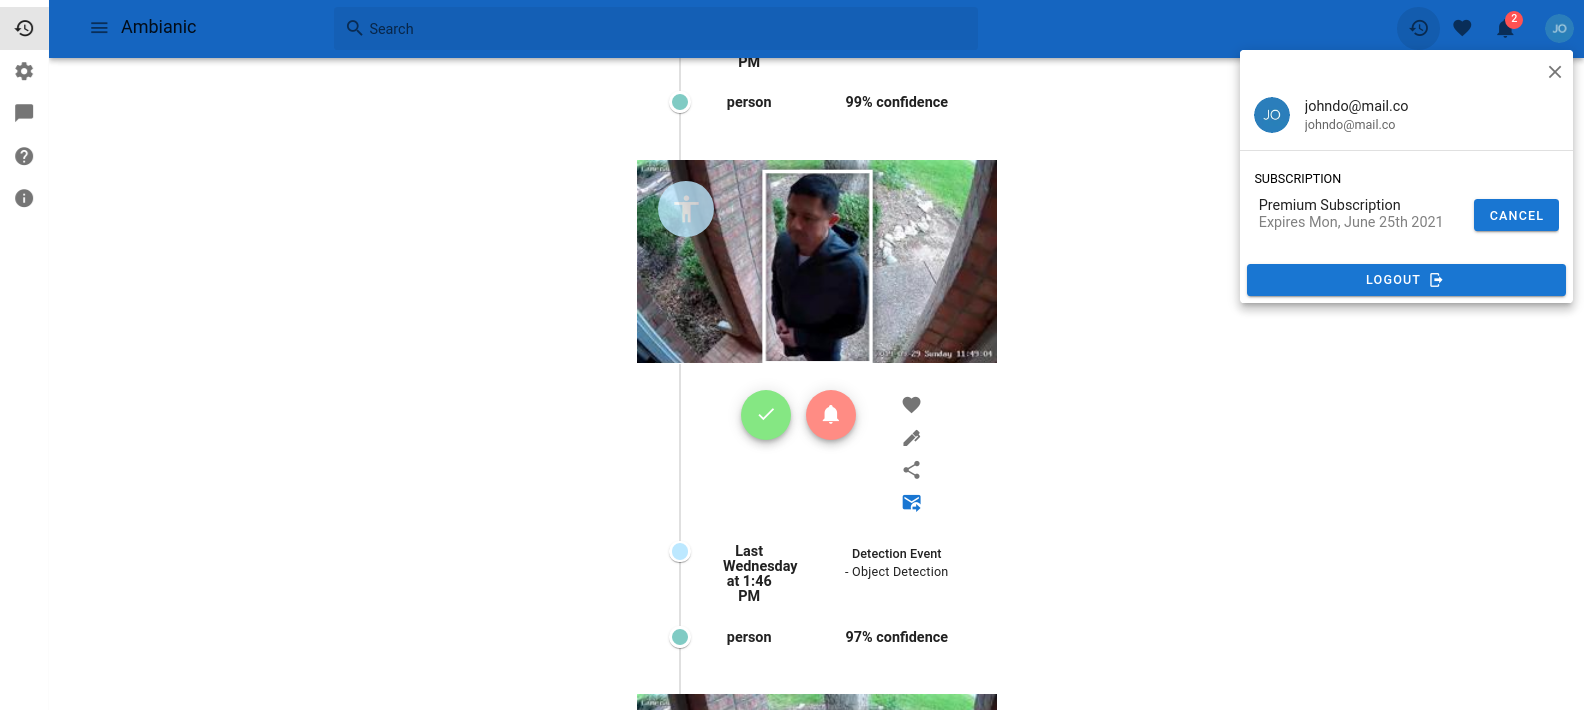 Ambianic
Search
2
JO
PM
person
99% confidence
JO
johndo@mail.co
johndo@mail.co
SUBSCRIPTION
Premium Subscription
Expires Mon, June 25th 2021
CANCEL
LOGOUT
29 Sunday 11:49:04
Last
Wednesday
at 1:46
PM
Detection Event
- Object Detection
person
97% confidence